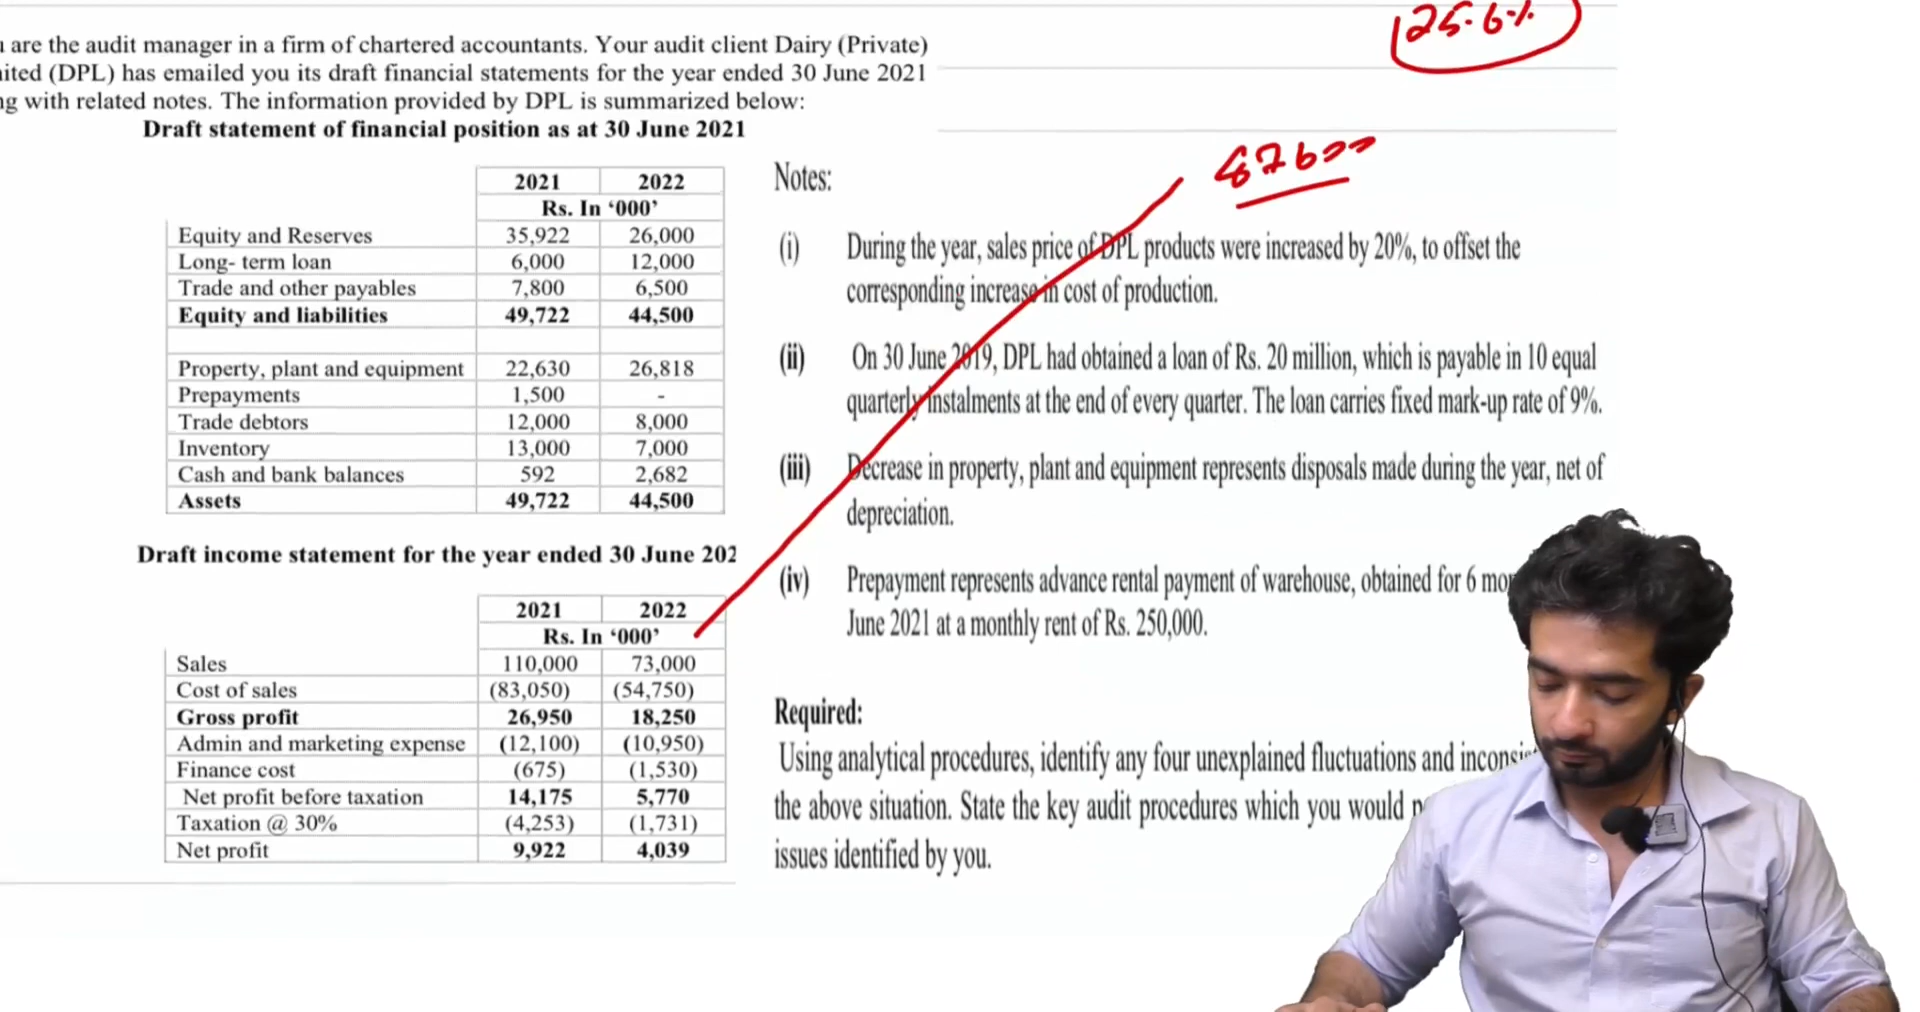 25.6%
are the audit manager in a firm of chartered accountants. Your audit client Dairy (Private)
ited (DPL) has emailed you its draft financial statements for the year ended 30 June 2021
ng with related notes. The information provided by DPL is summarized below:
Draft statement of financial position as at 30 June 2021
2021 2022
Rs. In ‘000’
Equity and Reserves 35,922 26,000
Long- term loan 6,000 12,000
Trade and other payables 7,800 6,500
Equity and liabilities 49,722 44,500
Property, plant and equipment 22,630 26,818
Prepayments 1,500 -
Trade debtors 12,000 8,000
Inventory 13,000 7,000
Cash and bank balances 592 2,682
Assets 49,722 44,500
Draft income statement for the year ended 30 June 202
2021 2022
Rs. In ‘000’
Sales 110,000 73,000
Cost of sales (83,050) (54,750)
Gross profit 26,950 18,250
Admin and marketing expense (12,100) (10,950)
Finance cost (675) (1,530)
Net profit before taxation 14,175 5,770
Taxation @ 30% (4,253) (1,731)
Net profit 9,922 4,039
87600
Notes:
(i) During the year, sales price of DPL products were increased by 20%, to offset the
corresponding increase in cost of production.
(ii) On 30 June 2019, DPL had obtained a loan of Rs. 20 million, which is payable in 10 equal
quarterly instalments at the end of every quarter. The loan carries fixed mark-up rate of 9%.
(iii) Decrease in property, plant and equipment represents disposals made during the year, net of
depreciation.
(iv) Prepayment represents advance rental payment of warehouse, obtained for 6 mo
June 2021 at a monthly rent of Rs. 250,000.
Required:
Using analytical procedures, identify any four unexplained fluctuations and inconsi
the above situation. State the key audit procedures which you would
issues identified by you.